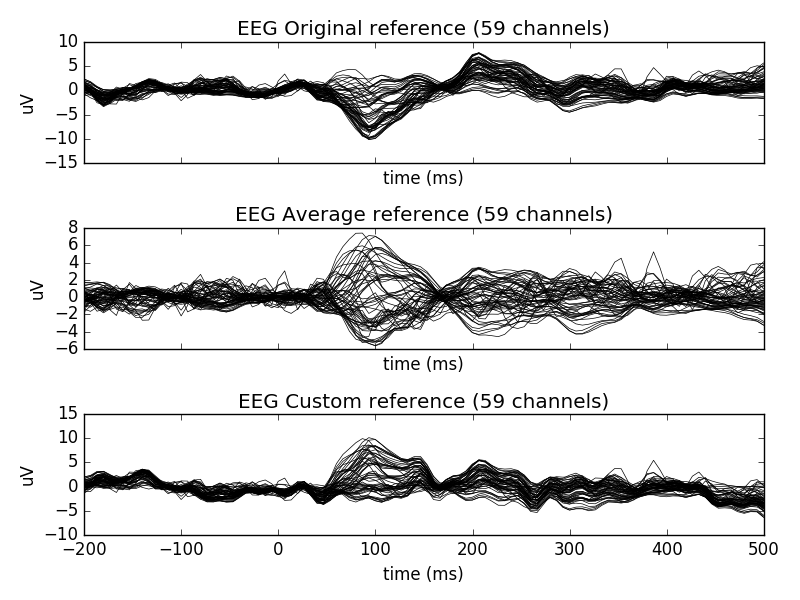 EEG Original reference (59 channels)
10
5
0
−5
−10
−15
uV
time (ms)
EEG Average reference (59 channels)
8
6
4
2
0
−2
−4
−6
uV
time (ms)
EEG Custom reference (59 channels)
15
10
5
0
−5
−10
uV
−200 −100 0 100 200 300 400 500
time (ms)